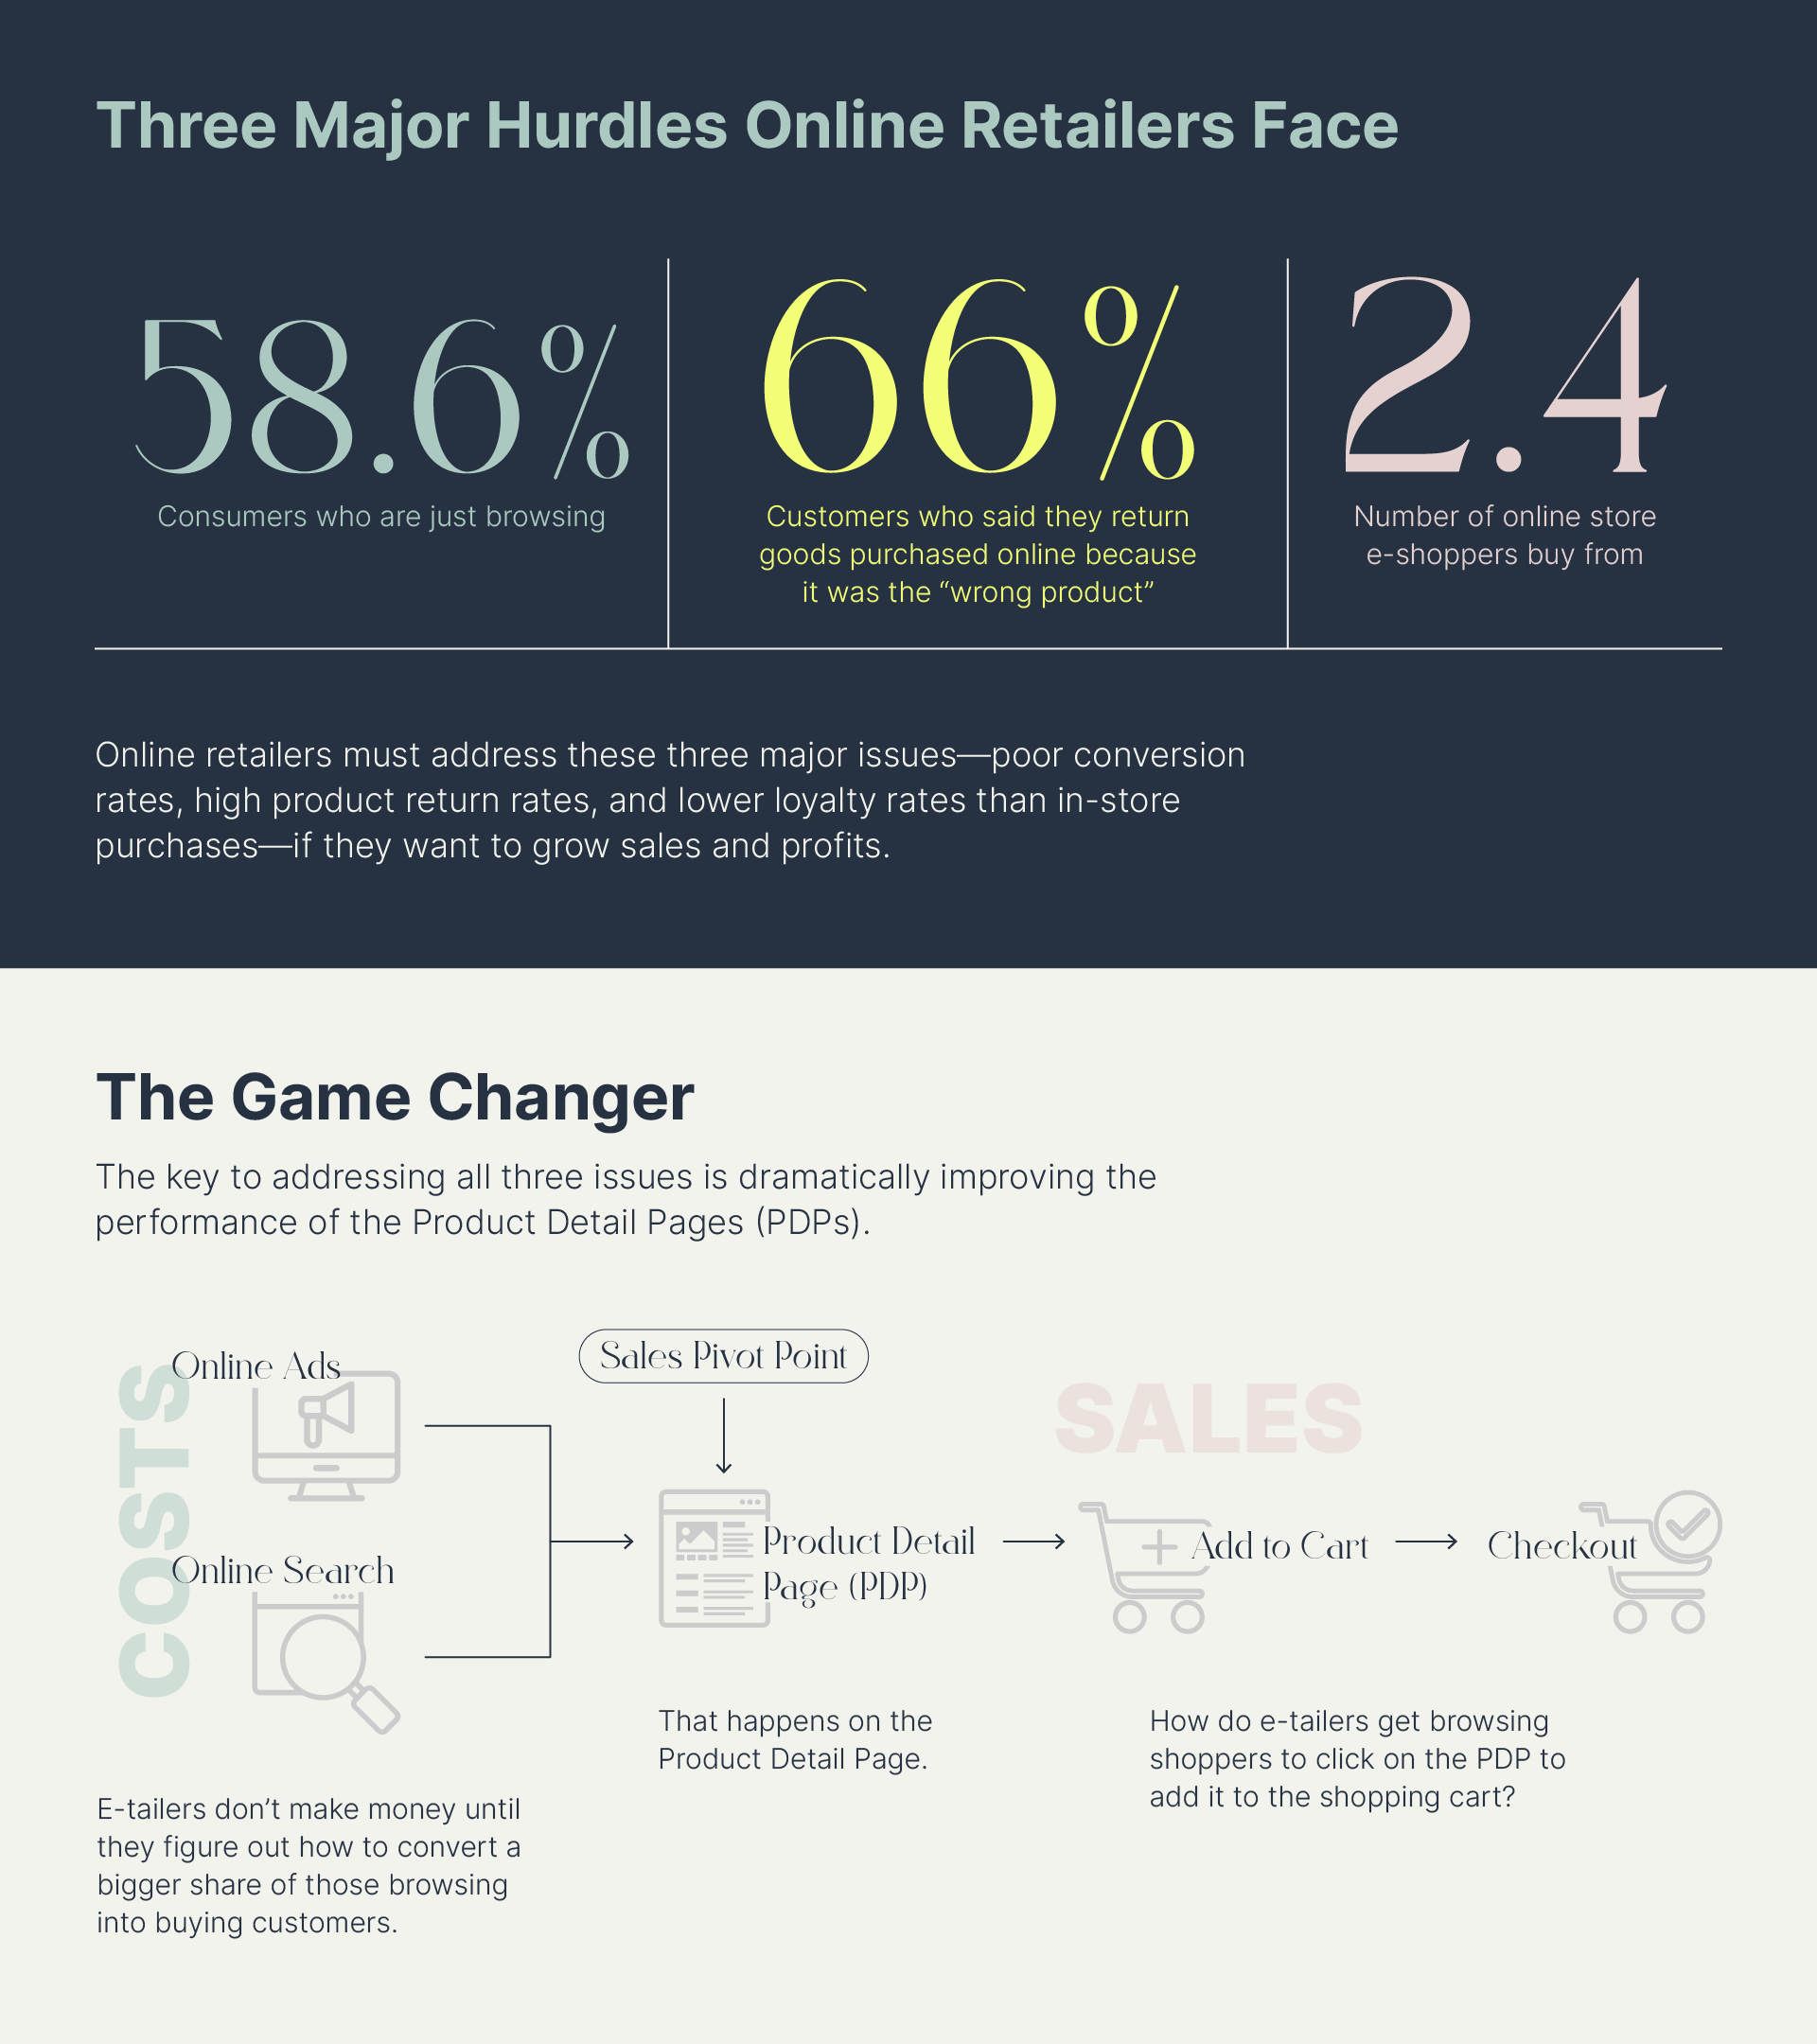 Three Major Hurdles Online Retailers Face
58.6%
Consumers who are just browsing
66%
Customers who said they return
goods purchased online because
it was the “wrong product”
2.4
Number of online store
e-shoppers buy from
Online retailers must address these three major issues—poor conversion
rates, high product return rates, and lower loyalty rates than in-store
purchases—if they want to grow sales and profits.
The Game Changer
The key to addressing all three issues is dramatically improving the
performance of the Product Detail Pages (PDPs).
COSTS
Online Ads
Online Search
E-tailers don’t make money until
they figure out how to convert a
bigger share of those browsing
into buying customers.
Sales Pivot Point
Product Detail
Page (PDP)
That happens on the
Product Detail Page.
SALES
Add to Cart
Checkout
How do e-tailers get browsing
shoppers to click on the PDP to
add it to the shopping cart?